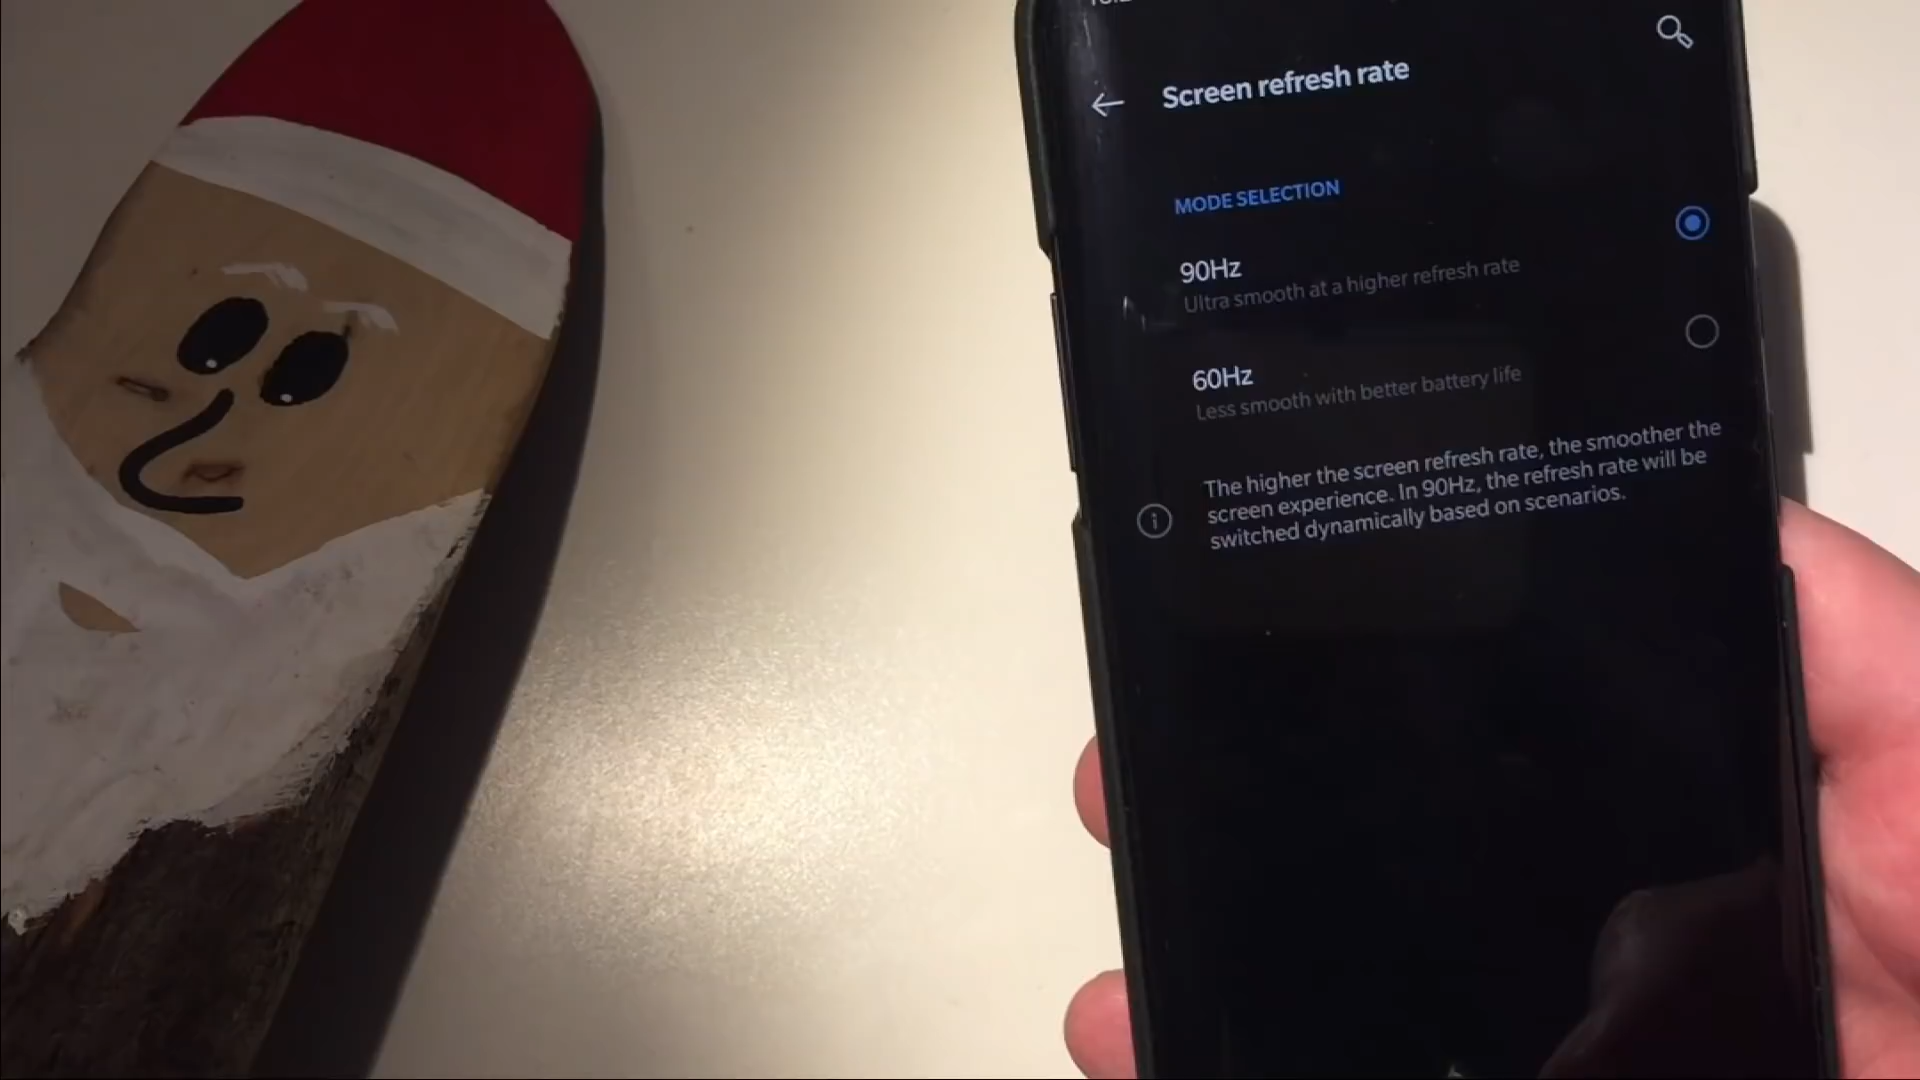 Screen refresh rate
MODE SELECTION
90Hz
Ultra smooth at a higher refresh rate
60Hz
Less smooth with better battery life
The higher the screen refresh rate, the smoother the
screen experience. In 90Hz, the refresh rate will be
switched dynamically based on scenarios.